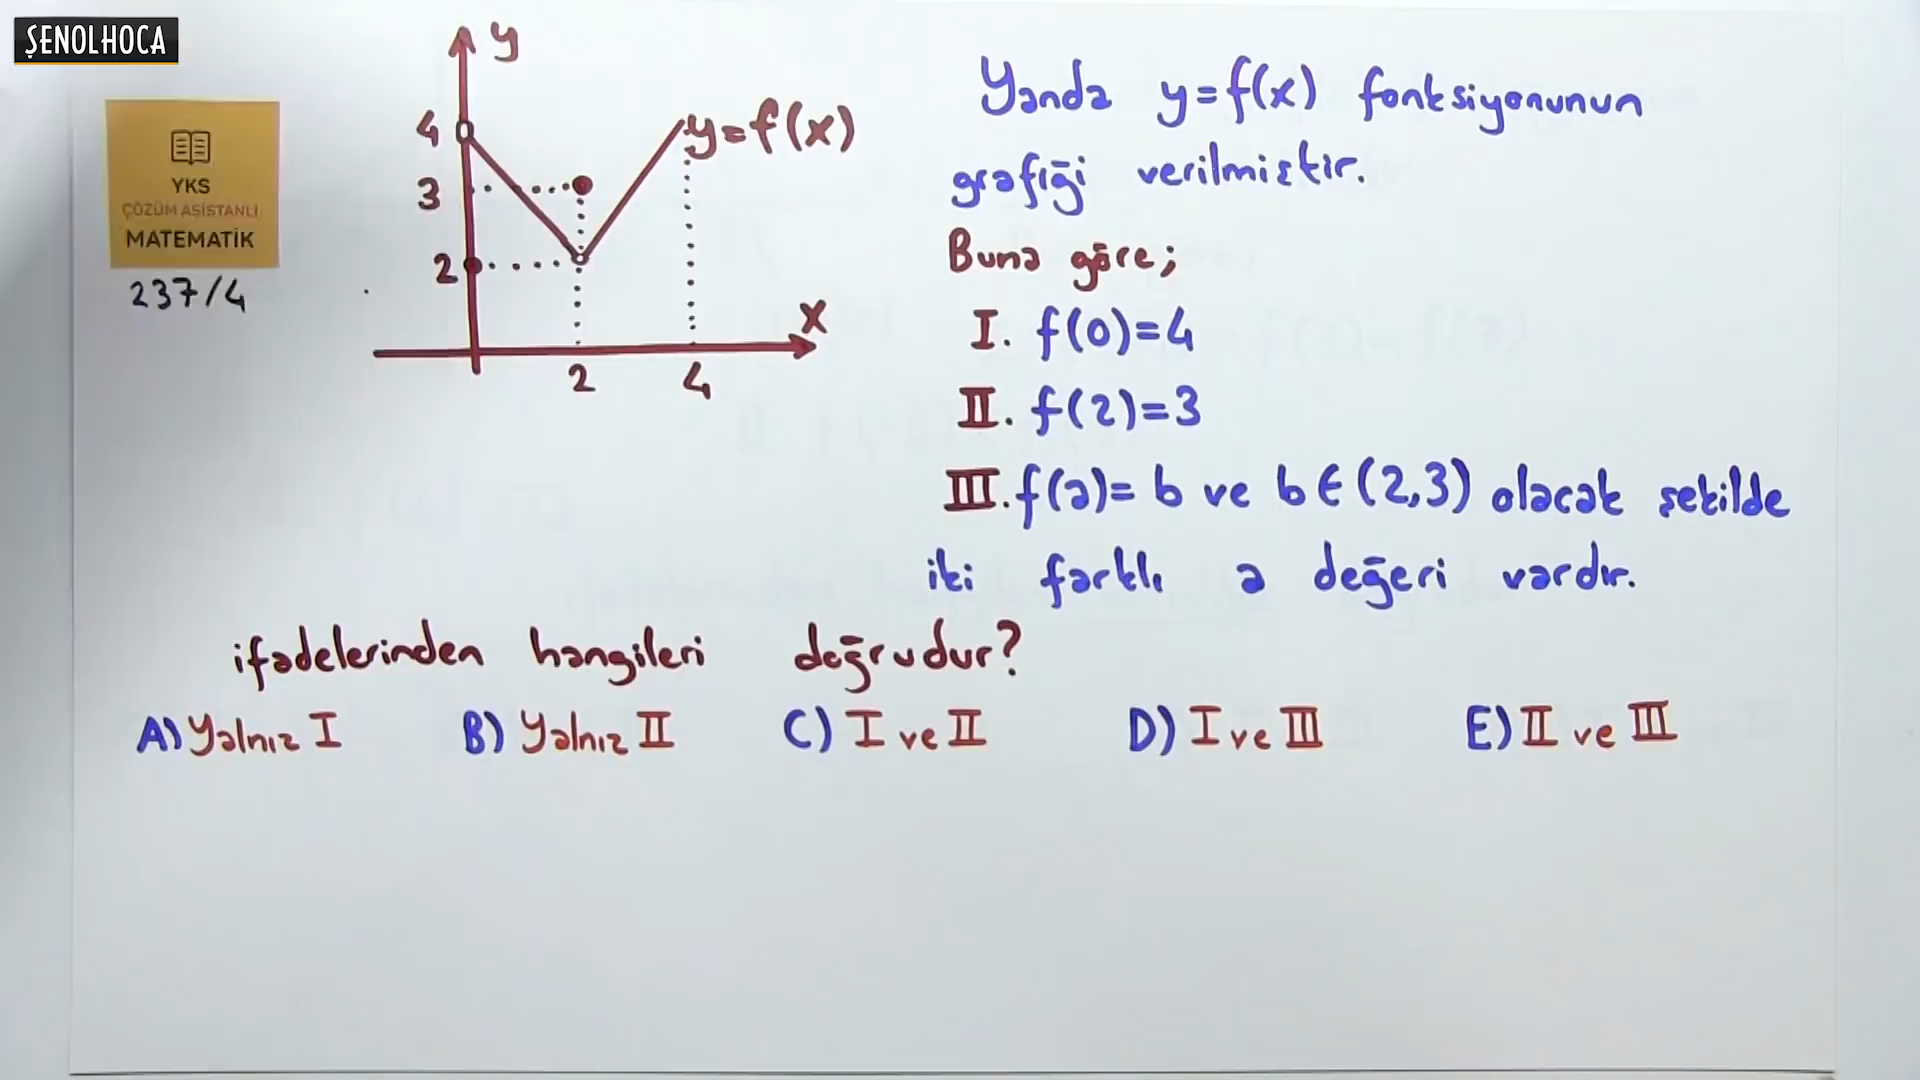 ŞENOLHOCA
YKS
ÇÖZÜM ASİSTANLI
MATEMATİK
237/4
y
4
3
2
y=f(x)
x
2
4
Yanda y=f(x) fonksiyonunun
grafiği verilmiştir.
Buna göre;
I. f(0)=4
II. f(2)=3
III. f(a)= b ve b∈(2,3) olacak şekilde
iki farklı a değeri vardır.
ifadelerinden hangileri doğrudur?
A) Yalnız I B) Yalnız II C) I ve II D) I ve III E) II ve III